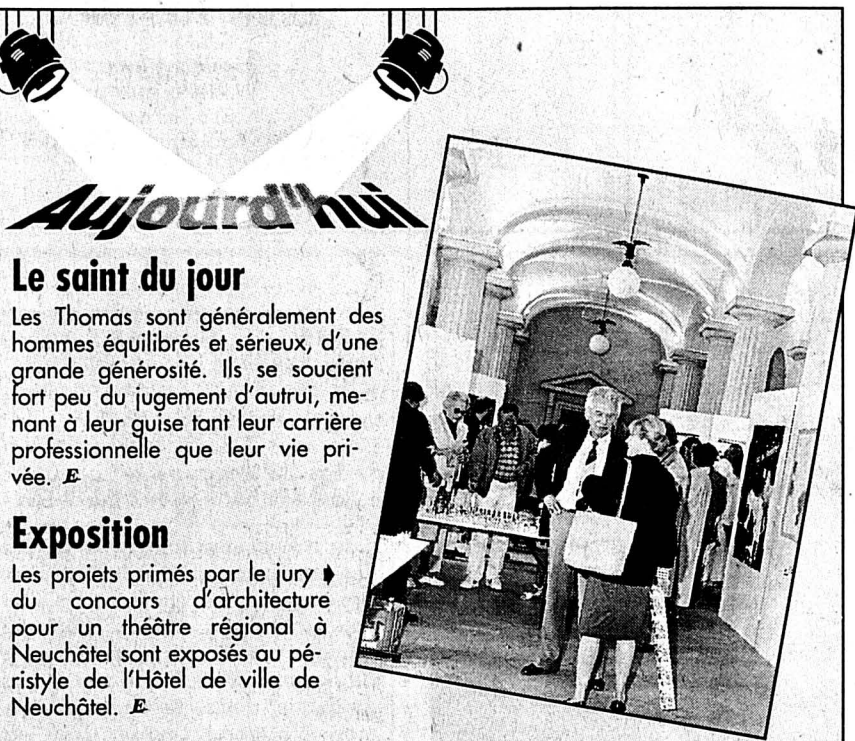 Aujourd'hui
Le saint du jour
Les Thomas sont généralement des
hommes équilibrés et sérieux, d'une
grande générosité. Ils se soucient
fort peu du jugement d'autrui, me-
nant à leur guise tant leur carrière
professionnelle que leur vie pri-
vée. E
Exposition
Les projets primés par le jury
du concours d'architecture
pour un théâtre régional à
Neuchâtel sont exposés au pé-
ristyle de l'Hôtel de ville de
Neuchâtel. E